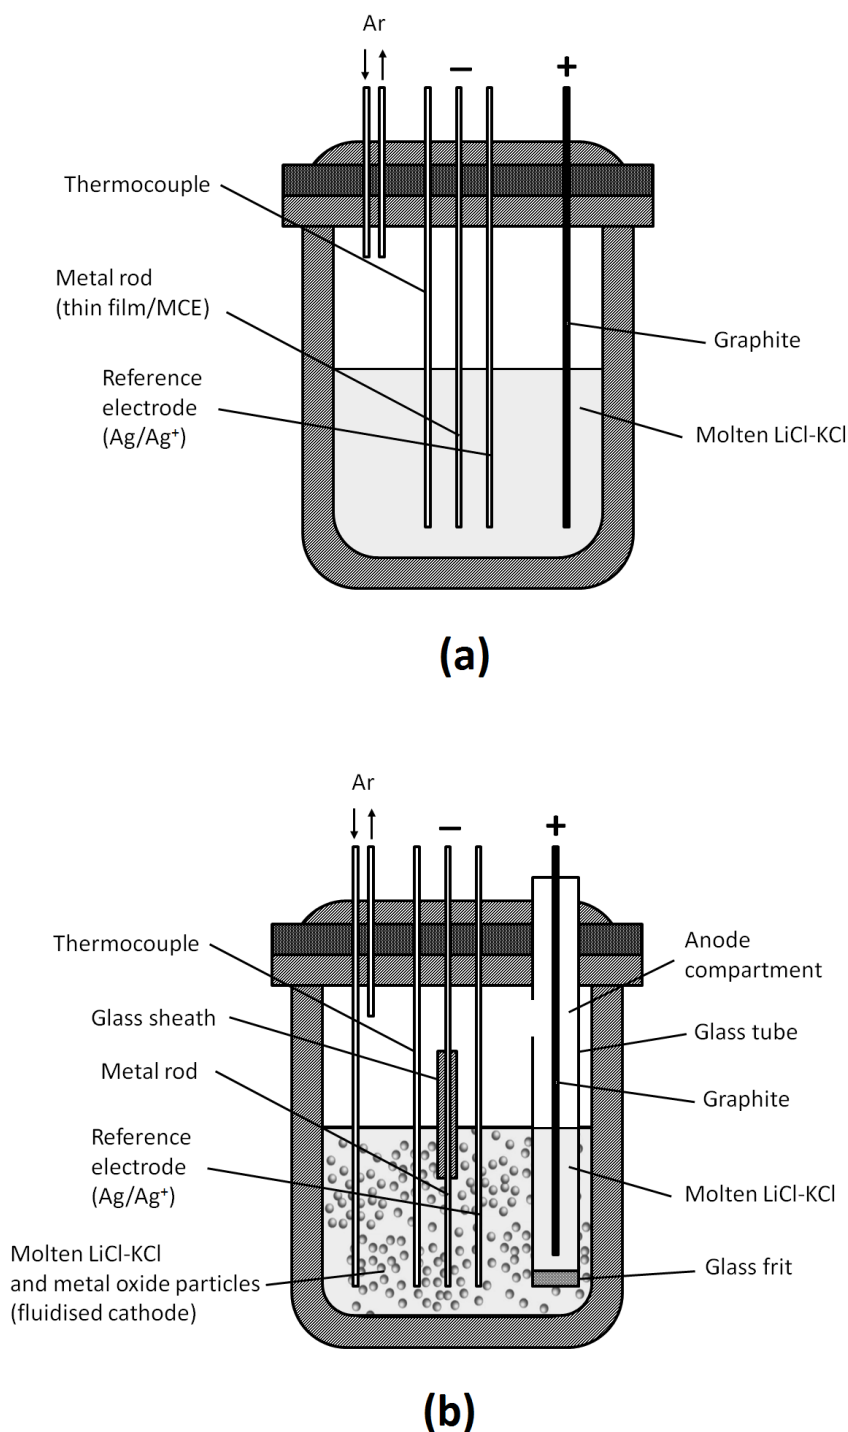 Ar
− +
Thermocouple
Metal rod
(thin film/MCE)
Graphite
Reference
electrode
(Ag/Ag⁺)
Molten LiCl-KCl
(a)
Ar
− +
Thermocouple
Anode
compartment
Glass sheath
Glass tube
Metal rod
Graphite
Reference
electrode
(Ag/Ag⁺)
Molten LiCl-KCl
Molten LiCl-KCl
and metal oxide particles
(fluidised cathode)
Glass frit
(b)